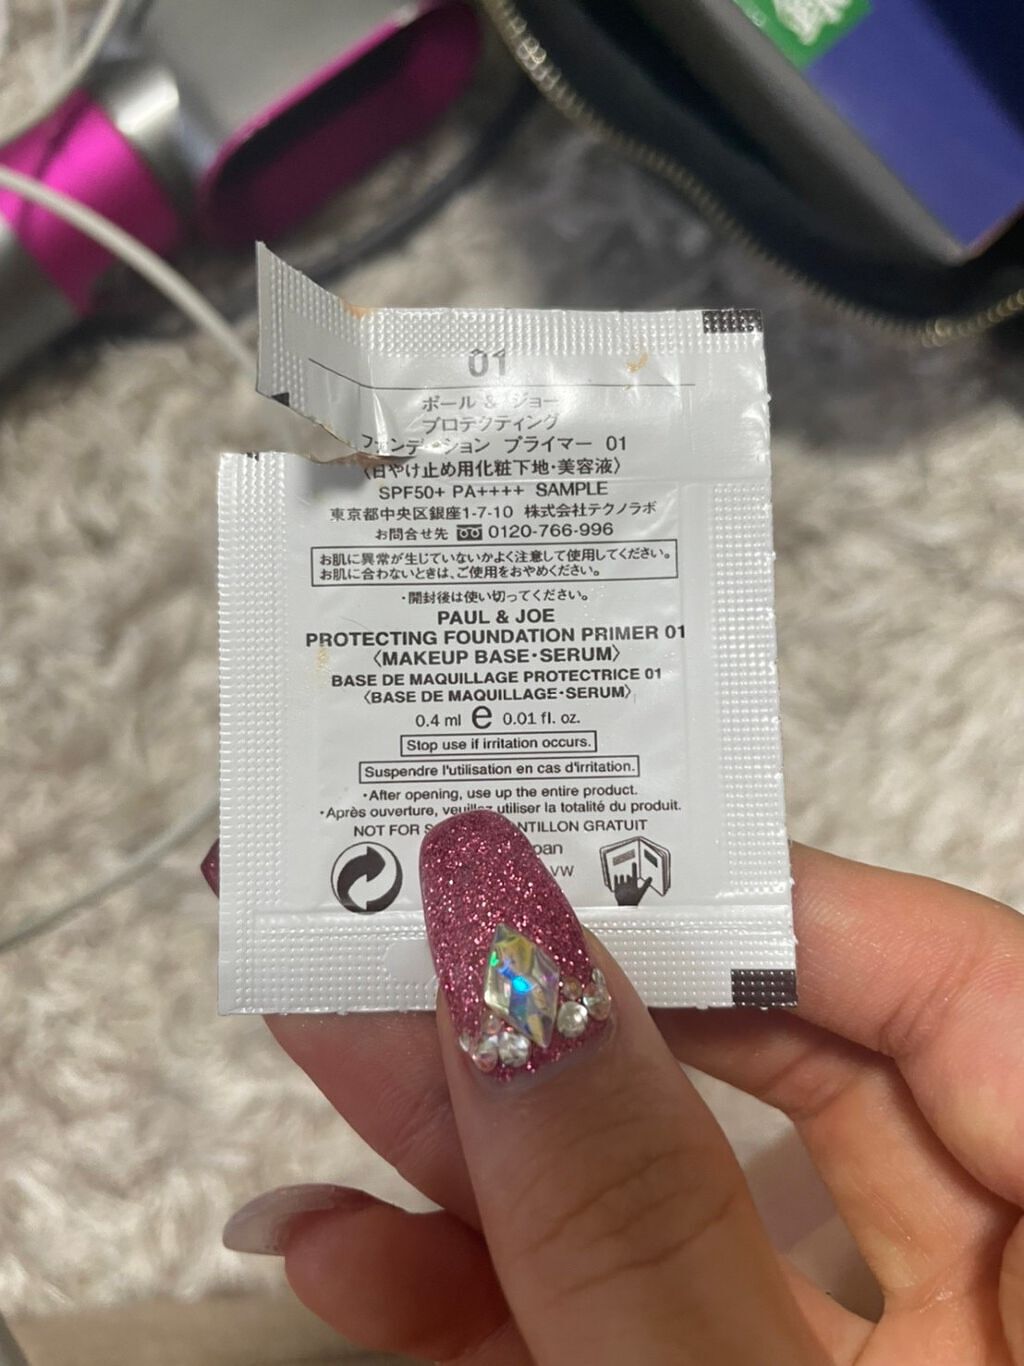 01
ポール & ジョー
プロテクティング
ファンデーション プライマー 01
〈日やけ止め用化粧下地・美容液〉
SPF50+ PA++++ SAMPLE
東京都中央区銀座1-7-10 株式会社テクノラボ
お問合せ先 0120-766-996
お肌に異常が生じていないかよく注意して使用してください。
お肌に合わないときは、ご使用をおやめください。
・開封後は使い切ってください。
PAUL & JOE
PROTECTING FOUNDATION PRIMER 01
〈MAKEUP BASE・SERUM〉
BASE DE MAQUILLAGE PROTECTRICE 01
〈BASE DE MAQUILLAGE・SERUM〉
0.4 ml e 0.01 fl. oz.
Stop use if irritation occurs.
Suspendre l'utilisation en cas d'irritation.
・After opening, use up the entire product.
・Après ouverture, veuillez utiliser la totalité du produit.
NOT FOR GRATUIT
VW